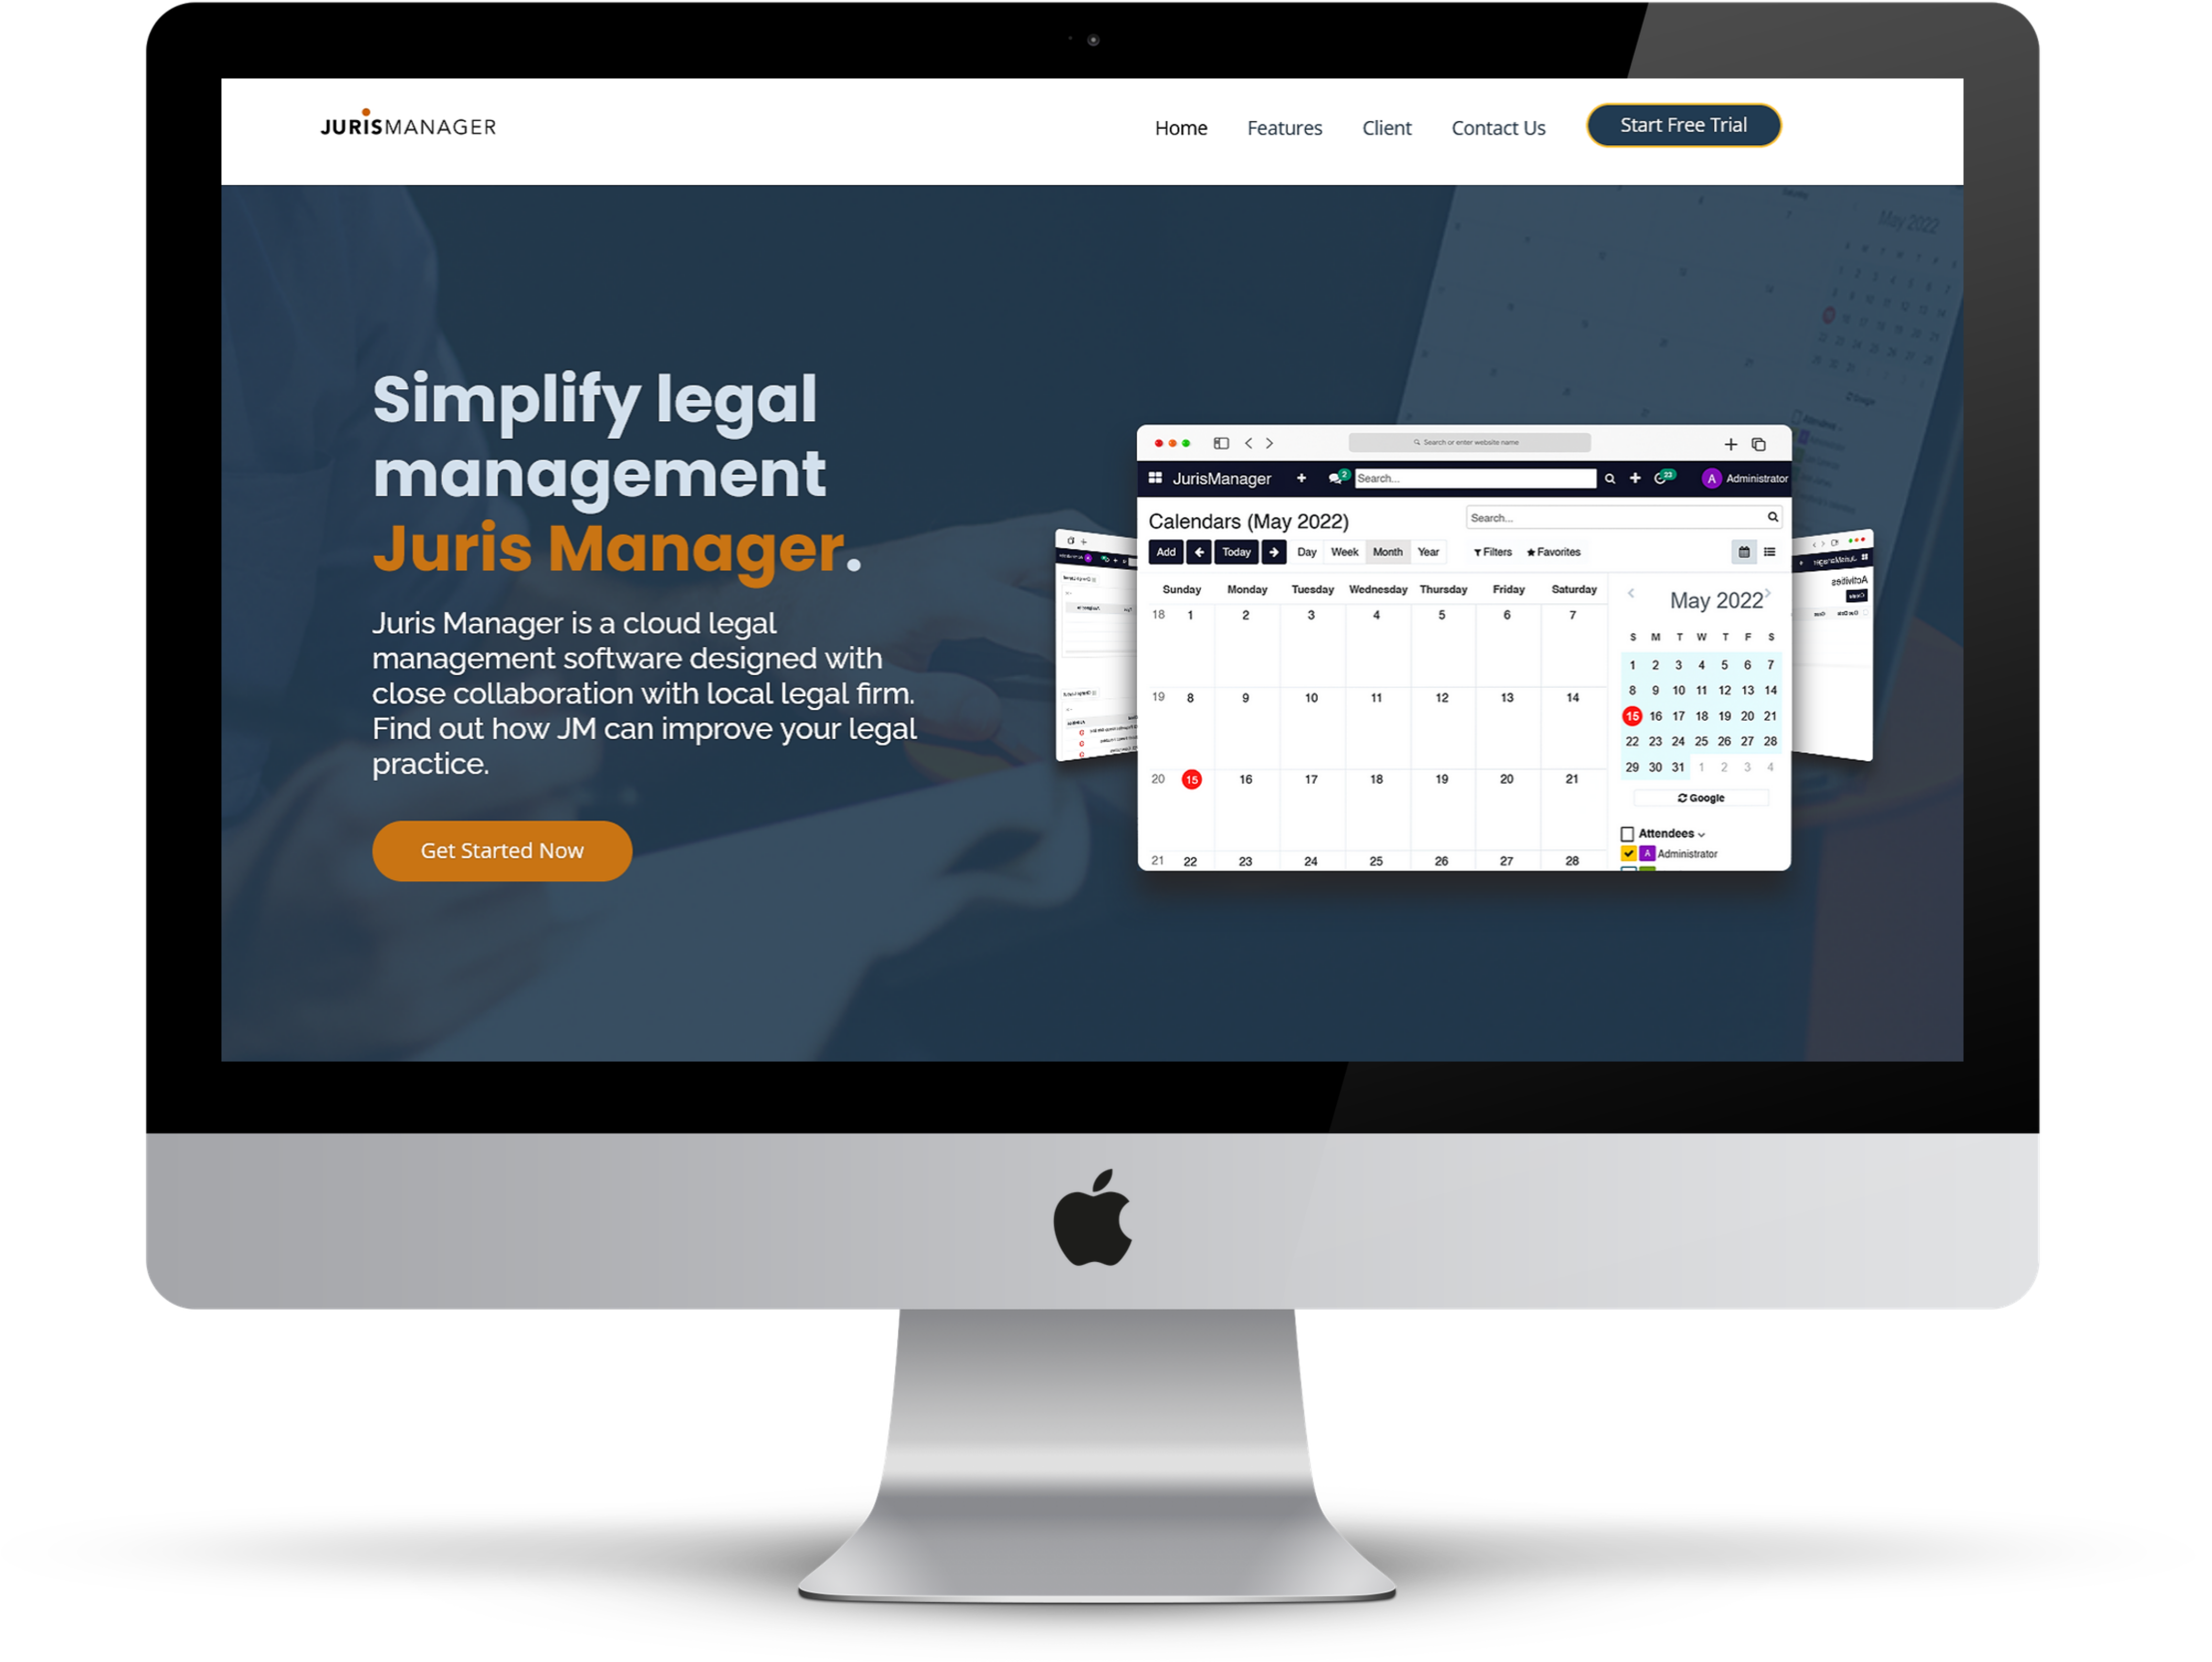 JURISMANAGER
Home Features Client Contact Us Start Free Trial
Simplify legal
management
Juris Manager.
Juris Manager is a cloud legal
management software designed with
close collaboration with local legal firm.
Find out how JM can improve your legal
practice.
Get Started Now
Search or enter website name
JurisManager 2 Search... 23 A Administrator
Calendars (May 2022) Search...
Add Today Day Week Month Year Filters Favorites
Sunday Monday Tuesday Wednesday Thursday Friday Saturday
18 1 2 3 4 5 6 7
19 8 9 10 11 12 13 14
20 15 16 17 18 19 20 21
21 22 23 24 25 26 27 28
May 2022
S M T W T F S
1 2 3 4 5 6 7
8 9 10 11 12 13 14
15 16 17 18 19 20 21
22 23 24 25 26 27 28
29 30 31 1 2 3 4
Google
Attendees
A Administrator
Activities
May 2022